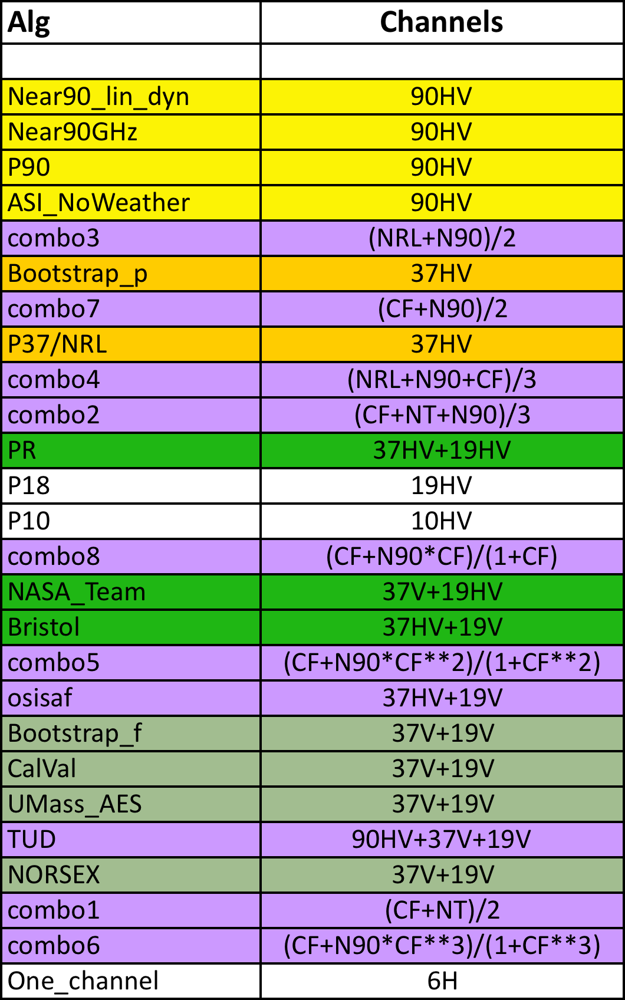 Alg Channels
Near90_lin_dyn 90HV
Near90GHz 90HV
P90 90HV
ASI_NoWeather 90HV
combo3 (NRL+N90)/2
Bootstrap_p 37HV
combo7 (CF+N90)/2
P37/NRL 37HV
combo4 (NRL+N90+CF)/3
combo2 (CF+NT+N90)/3
PR 37HV+19HV
P18 19HV
P10 10HV
combo8 (CF+N90*CF)/(1+CF)
NASA_Team 37V+19HV
Bristol 37HV+19V
combo5 (CF+N90*CF**2)/(1+CF**2)
osisaf 37HV+19V
Bootstrap_f 37V+19V
CalVal 37V+19V
UMass_AES 37V+19V
TUD 90HV+37V+19V
NORSEX 37V+19V
combo1 (CF+NT)/2
combo6 (CF+N90*CF**3)/(1+CF**3)
One_channel 6H